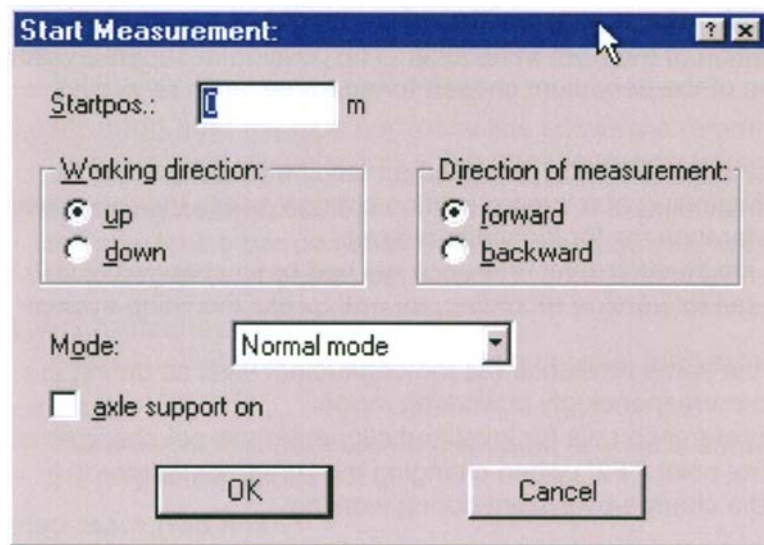 Start Measurement:
Startpos.: 0 m
Working direction:
up
down
Direction of measurement:
forward
backward
Mode: Normal mode
axle support on
OK Cancel